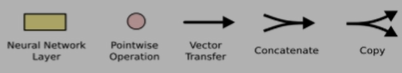 Neural Network Layer
Pointwise Operation
Vector Transfer
Concatenate
Copy